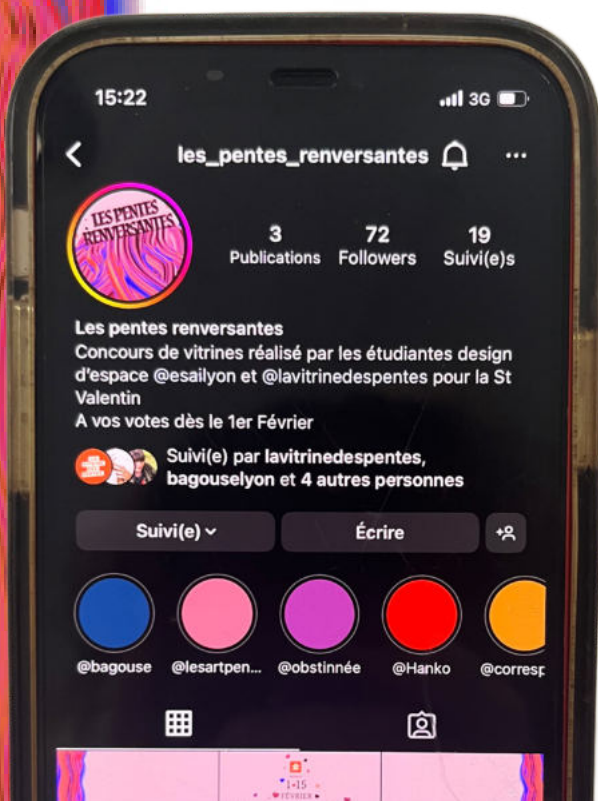 15:22
3G
les_pentes_renversantes
LES PENTES
RENVERSANTES
3
72
19
Publications
Followers
Suivi(e)s
Les pentes renversantes
Concours de vitrines réalisé par les étudiantes design
d'espace @esailyon et @lavitrinedespentes pour la St
Valentin
A vos votes dès le 1er Février
Suivi(e) par lavitrinedespentes,
bagouselyon et 4 autres personnes
Suivi(e)
Écrire
@bagouse
@lesartpen...
@obstinnée
@Hanko
@corresp
1-15
FÉVRIER